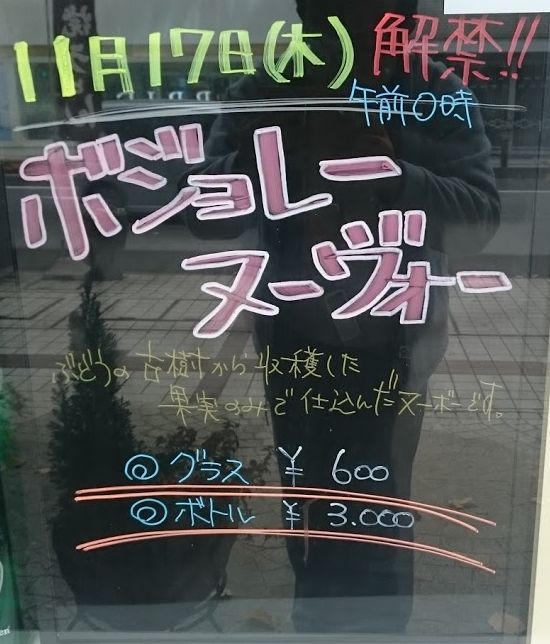 11月17日(木) 解禁!!
午前0時
ボジョレー
ヌーヴォー
ぶどうの古樹から収穫した
果実のみで仕込んだヌーボーです。
◎グラス ¥ 600
◎ボトル ¥ 3.000